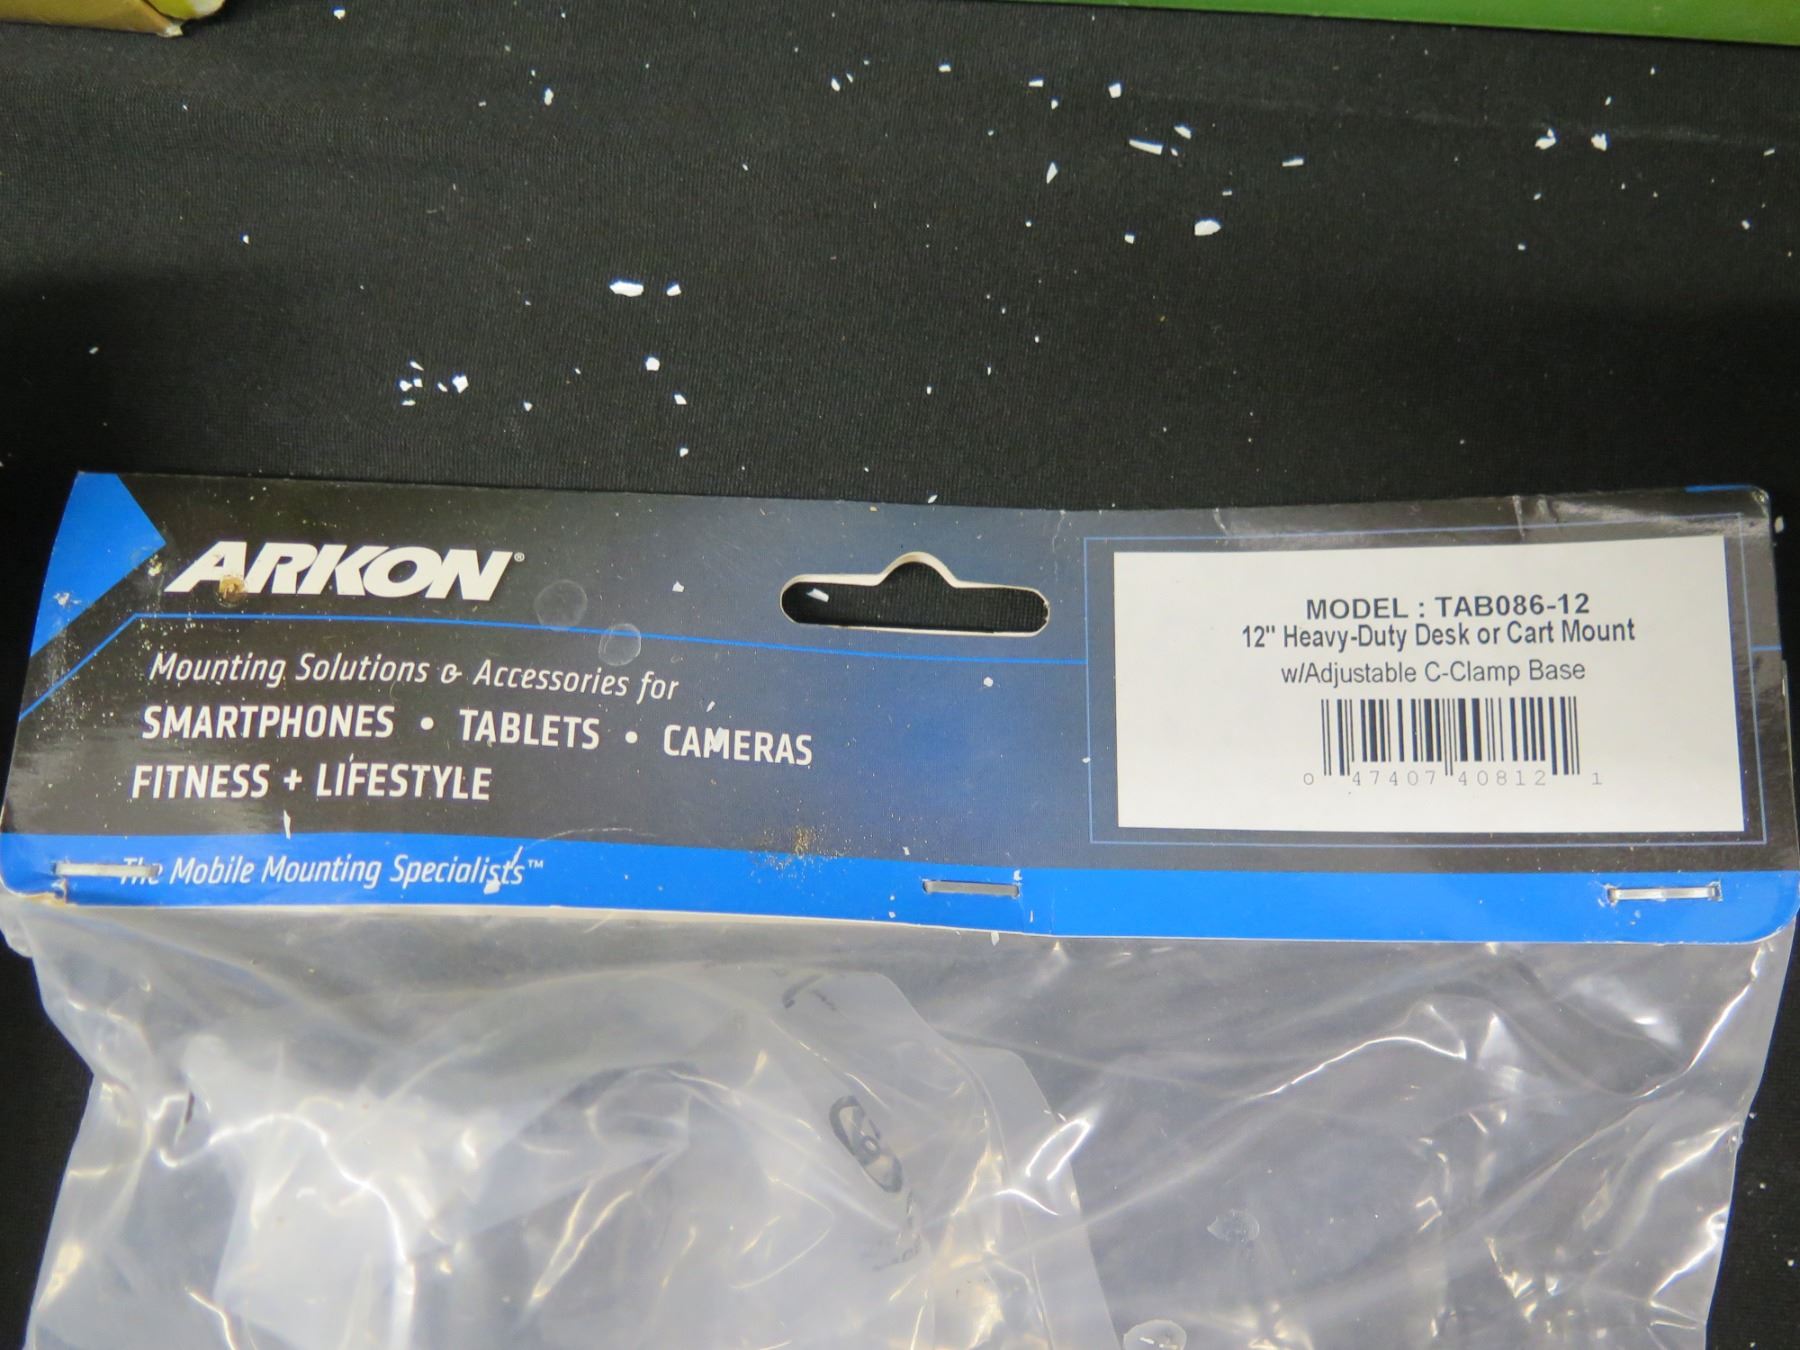 ARKON®
Mounting Solutions & Accessories for
SMARTPHONES • TABLETS • CAMERAS
FITNESS + LIFESTYLE
The Mobile Mounting Specialists™
MODEL : TAB086-12
12" Heavy-Duty Desk or Cart Mount
w/Adjustable C-Clamp Base
0 47407 40812 1